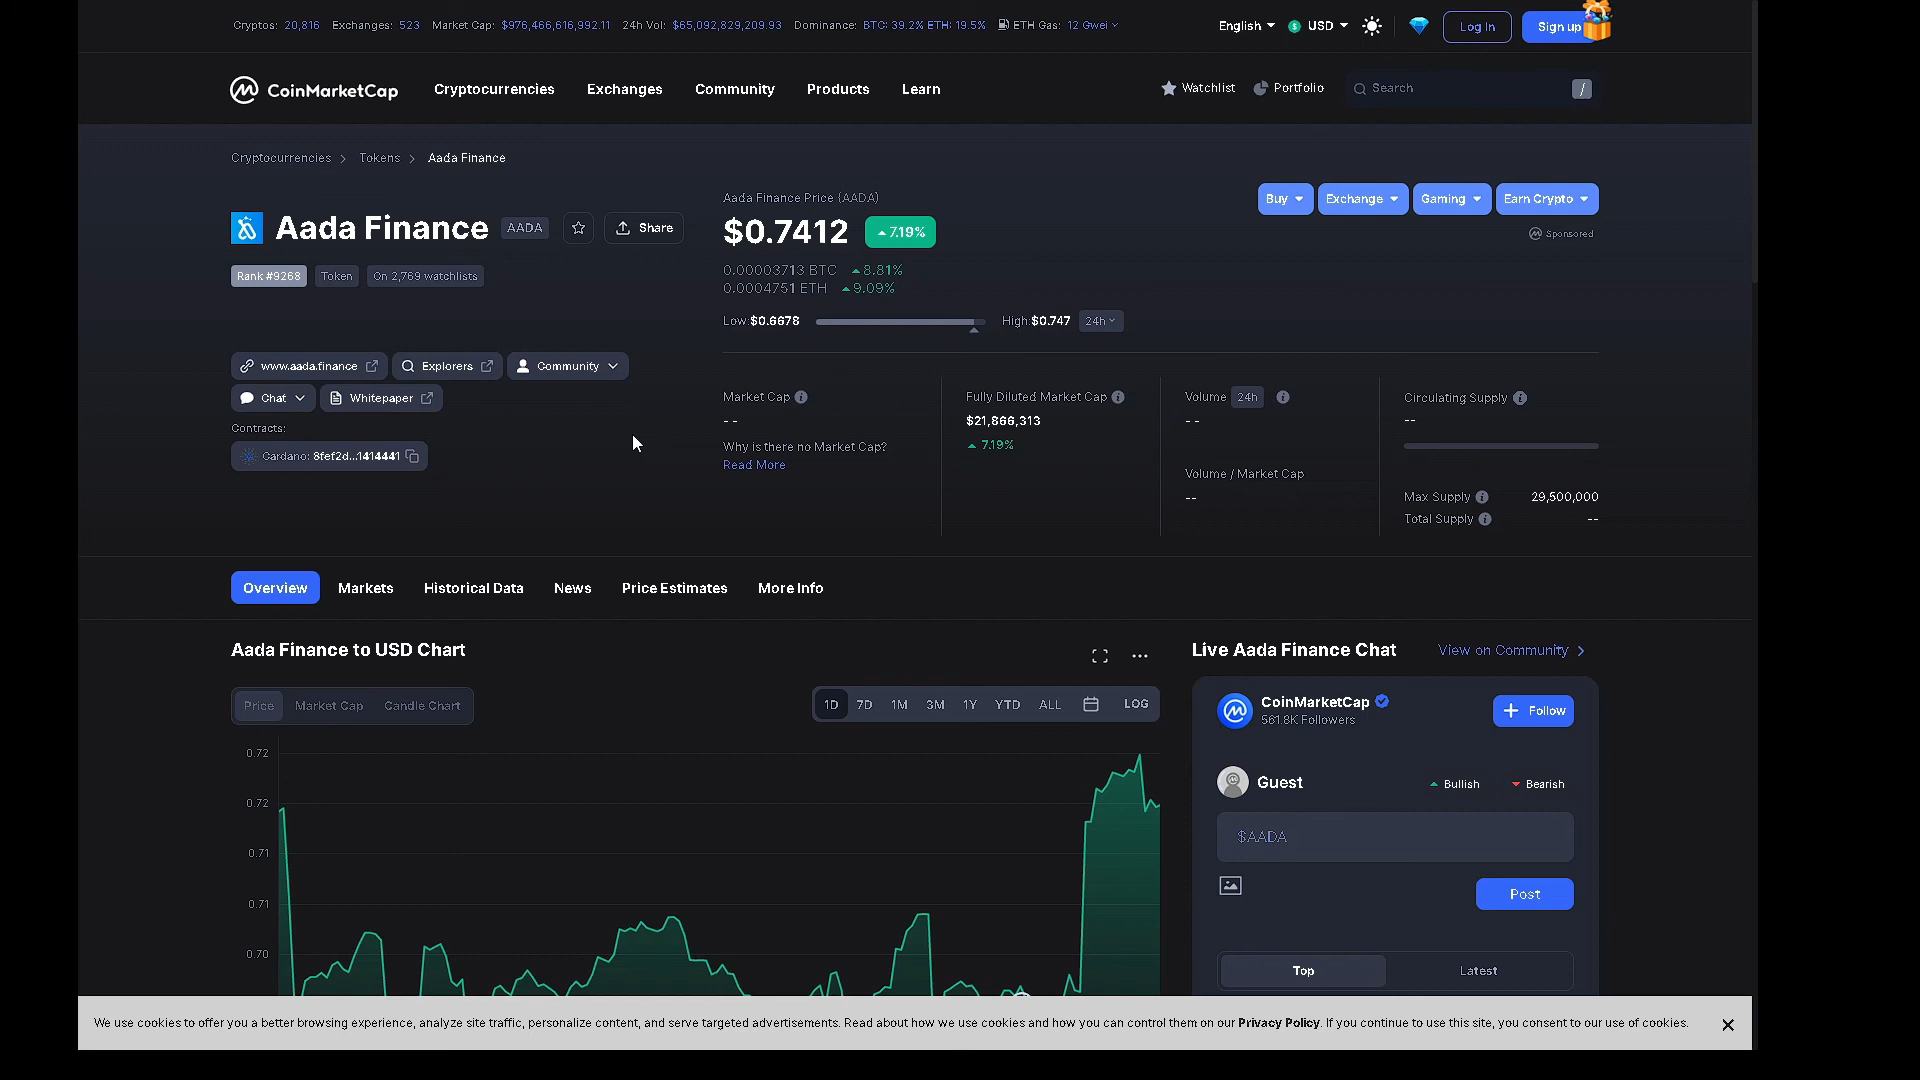 Cryptos: 20,816 Exchanges: 523 Market Cap: $976,466,616,992.11 24h Vol: $65,092,829,209.93 Dominance: BTC: 39.2% ETH: 19.5% ETH Gas: 12 Gwei
English USD Log In Sign up
CoinMarketCap Cryptocurrencies Exchanges Community Products Learn Watchlist Portfolio Search /
Cryptocurrencies Tokens Aada Finance
Aada Finance AADA Share
Rank #9268 Token On 2,769 watchlists
www.aada.finance Explorers Community
Chat Whitepaper
Contracts:
Cardano: 8fef2d...1414441
Aada Finance Price (AADA)
$0.7412 7.19%
0.00003713 BTC 8.81%
0.0004751 ETH 9.09%
Low:$0.6678 High:$0.747 24h
Buy Exchange Gaming Earn Crypto
Sponsored
Market Cap
- -
Why is there no Market Cap?
Read More
Fully Diluted Market Cap
$21,866,313
7.19%
Volume 24h
- -
Volume / Market Cap
--
Circulating Supply
--
Max Supply 29,500,000
Total Supply --
Overview Markets Historical Data News Price Estimates More Info
Aada Finance to USD Chart
Price Market Cap Candle Chart
1D 7D 1M 3M 1Y YTD ALL LOG
0.72
0.72
0.71
0.71
0.70
Live Aada Finance Chat View on Community
CoinMarketCap
561.8K Followers
Follow
Guest Bullish Bearish
$AADA
Post
Top Latest
We use cookies to offer you a better browsing experience, analyze site traffic, personalize content, and serve targeted advertisements. Read about how we use cookies and how you can control them on our Privacy Policy. If you continue to use this site, you consent to our use of cookies.